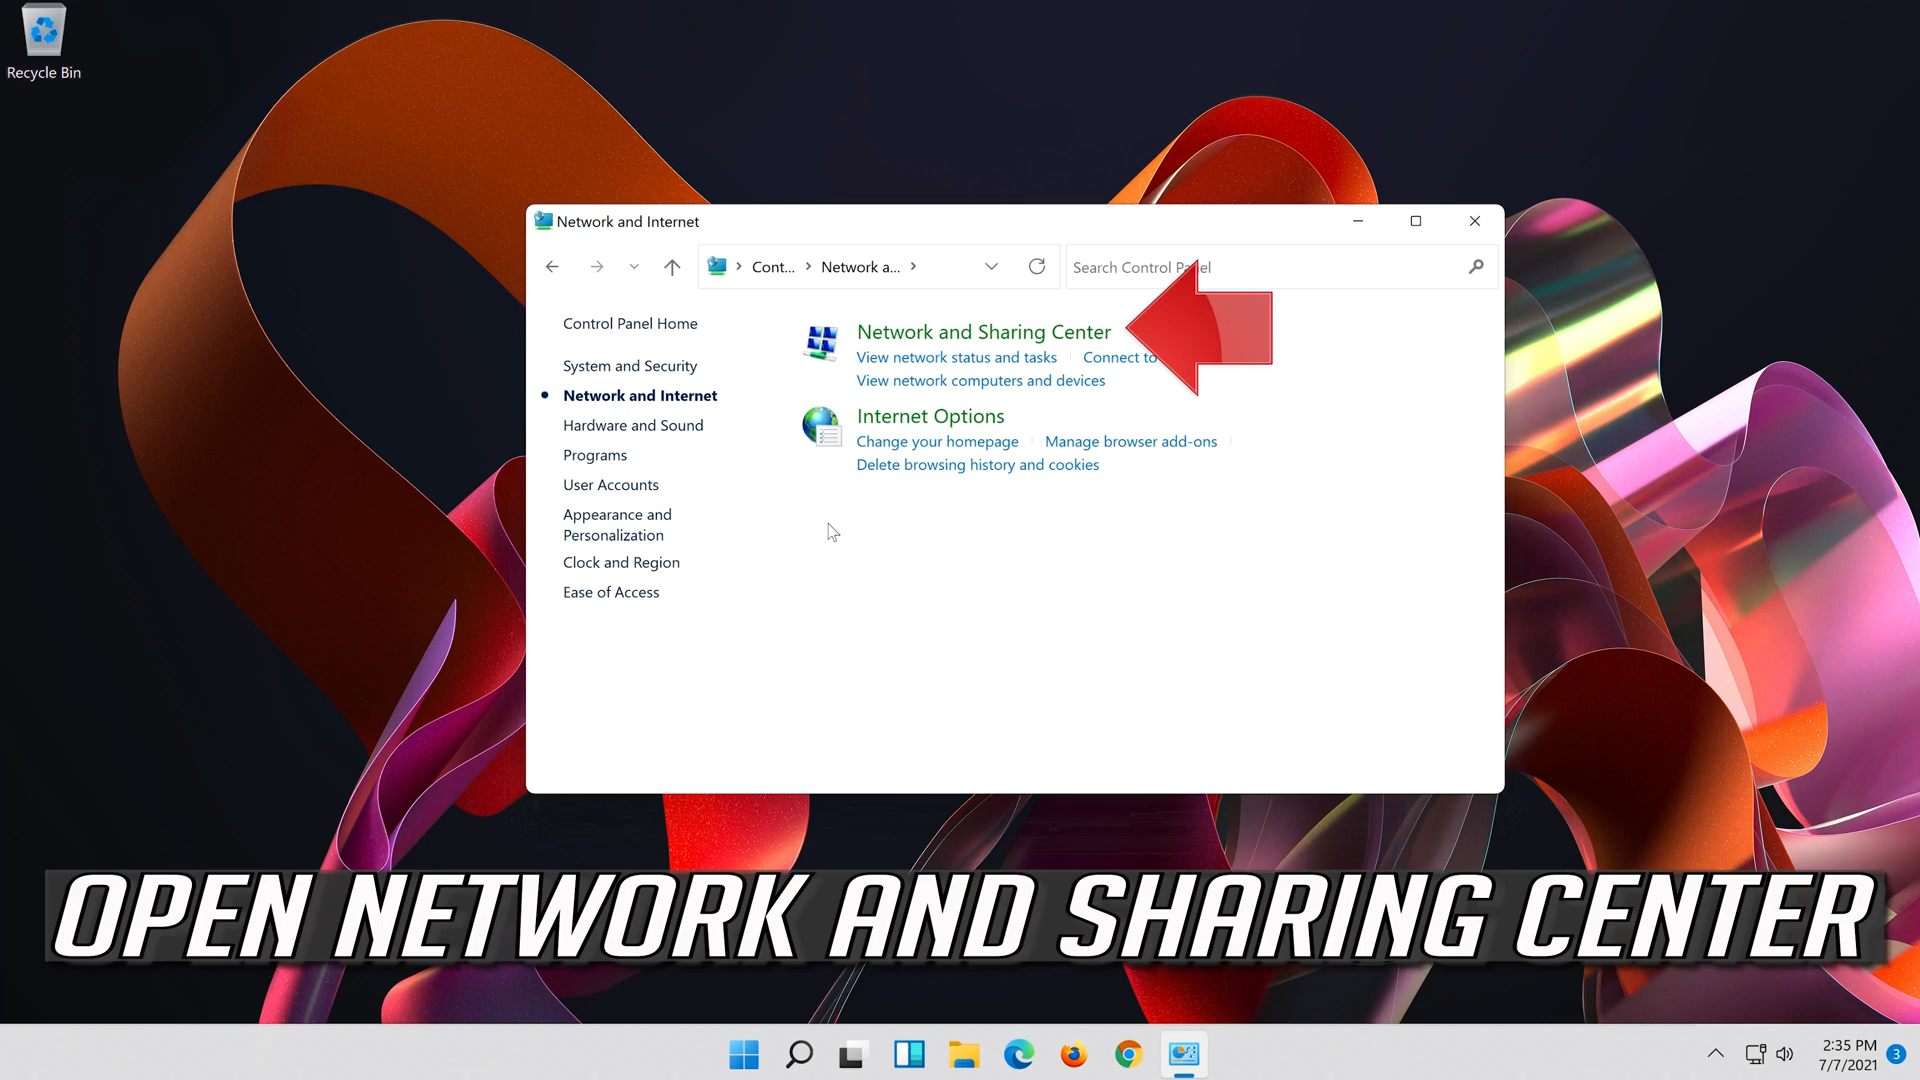 Recycle Bin
Network and Internet
Cont... Network a...
Search Control Panel
Control Panel Home
System and Security
Network and Internet
Hardware and Sound
Programs
User Accounts
Appearance and
Personalization
Clock and Region
Ease of Access
Network and Sharing Center
View network status and tasks
Connect to
View network computers and devices
Internet Options
Change your homepage
Manage browser add-ons
Delete browsing history and cookies
OPEN NETWORK AND SHARING CENTER
2:35 PM
7/7/2021
3